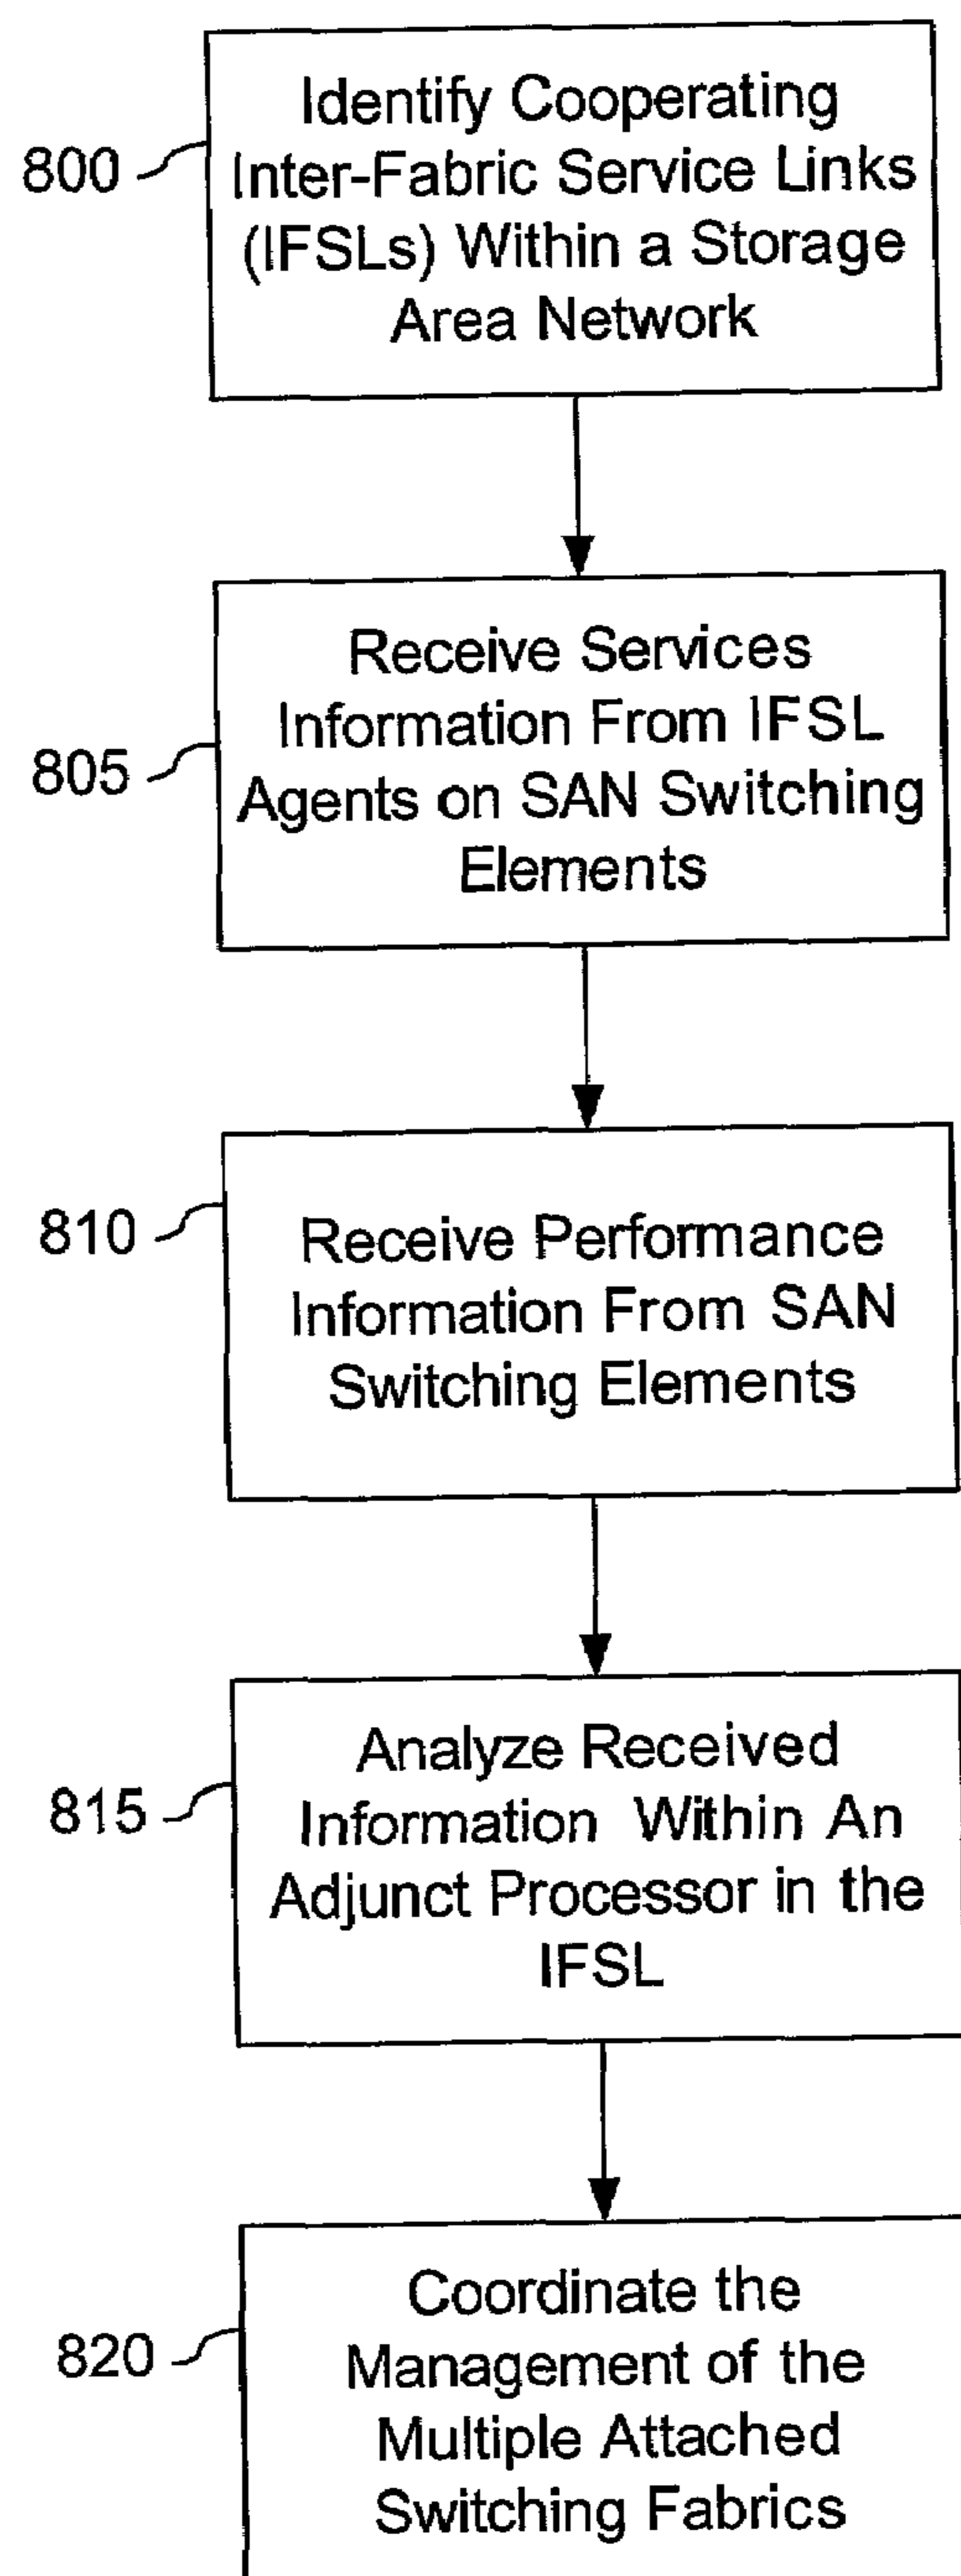 800
Identify Cooperating
Inter-Fabric Service Links
(IFSLs) Within a Storage
Area Network
805
Receive Services
Information From IFSL
Agents on SAN Switching
Elements
810
Receive Performance
Information From SAN
Switching Elements
815
Analyze Received
Information Within An
Adjunct Processor in the
IFSL
820
Coordinate the
Management of the
Multiple Attached
Switching Fabrics